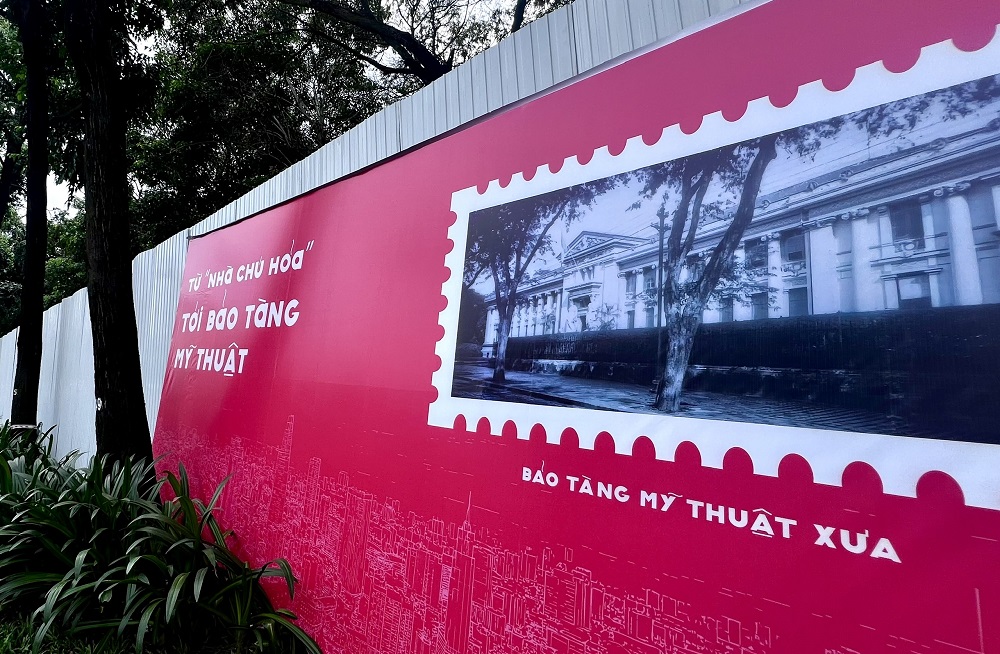 TỪ "NHÀ CHÚ HỎA"
TỚI BẢO TÀNG
MỸ THUẬT
BẢO TÀNG MỸ THUẬT XƯA